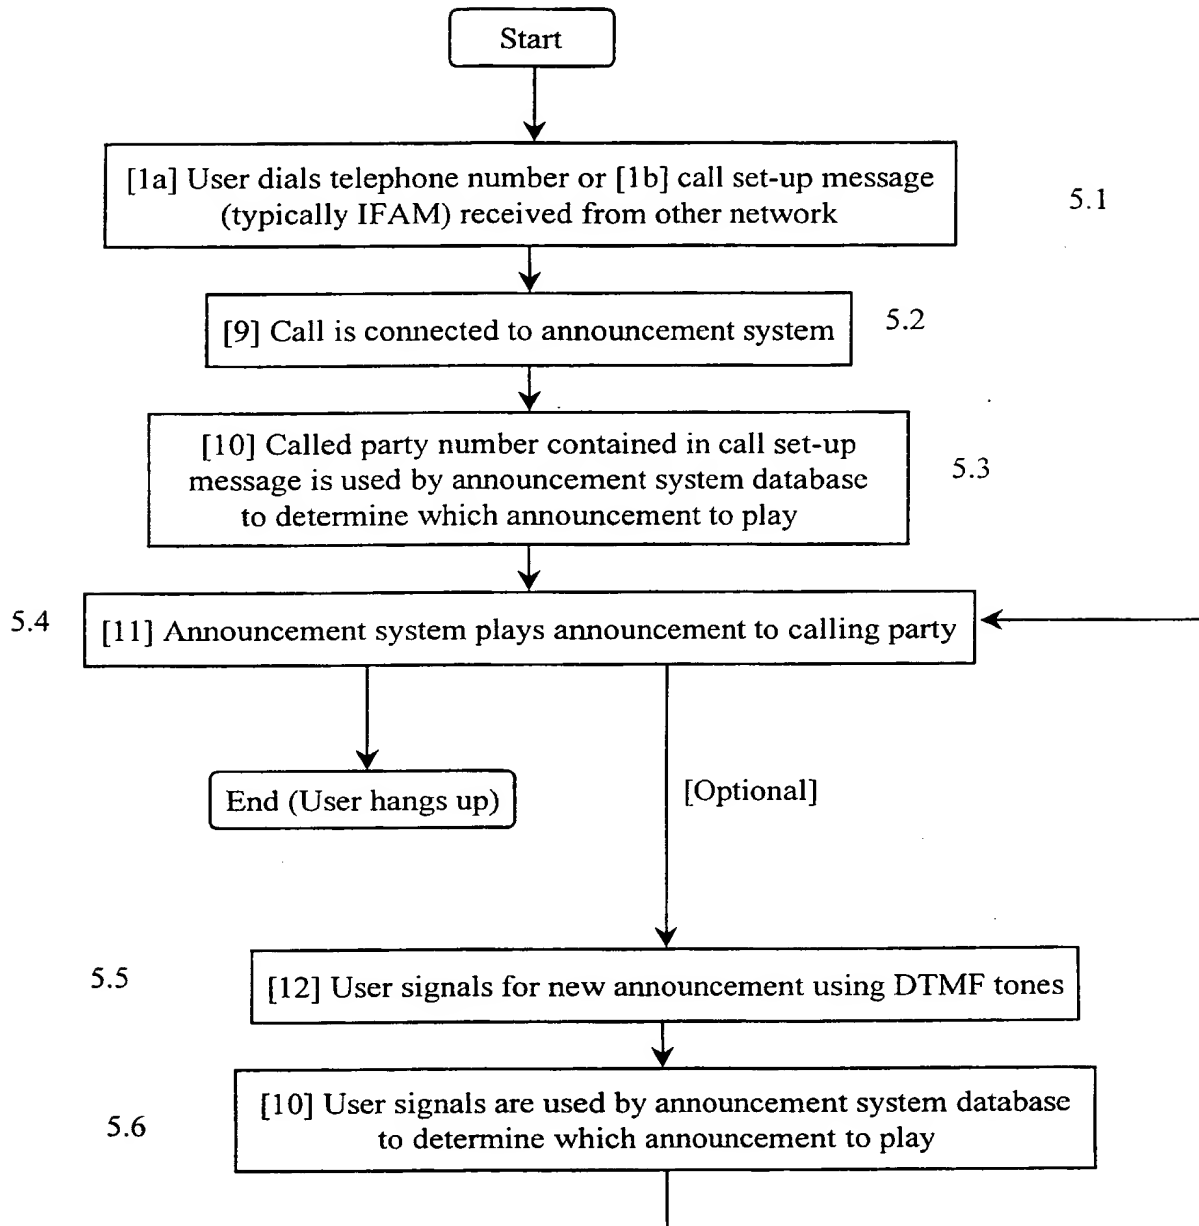 Start
[1a] User dials telephone number or [1b] call set-up message
(typically IFAM) received from other network
5.1
[9] Call is connected to announcement system
5.2
[10] Called party number contained in call set-up
message is used by announcement system database
to determine which announcement to play
5.3
5.4
[11] Announcement system plays announcement to calling party
End (User hangs up)
[Optional]
5.5
[12] User signals for new announcement using DTMF tones
5.6
[10] User signals are used by announcement system database
to determine which announcement to play